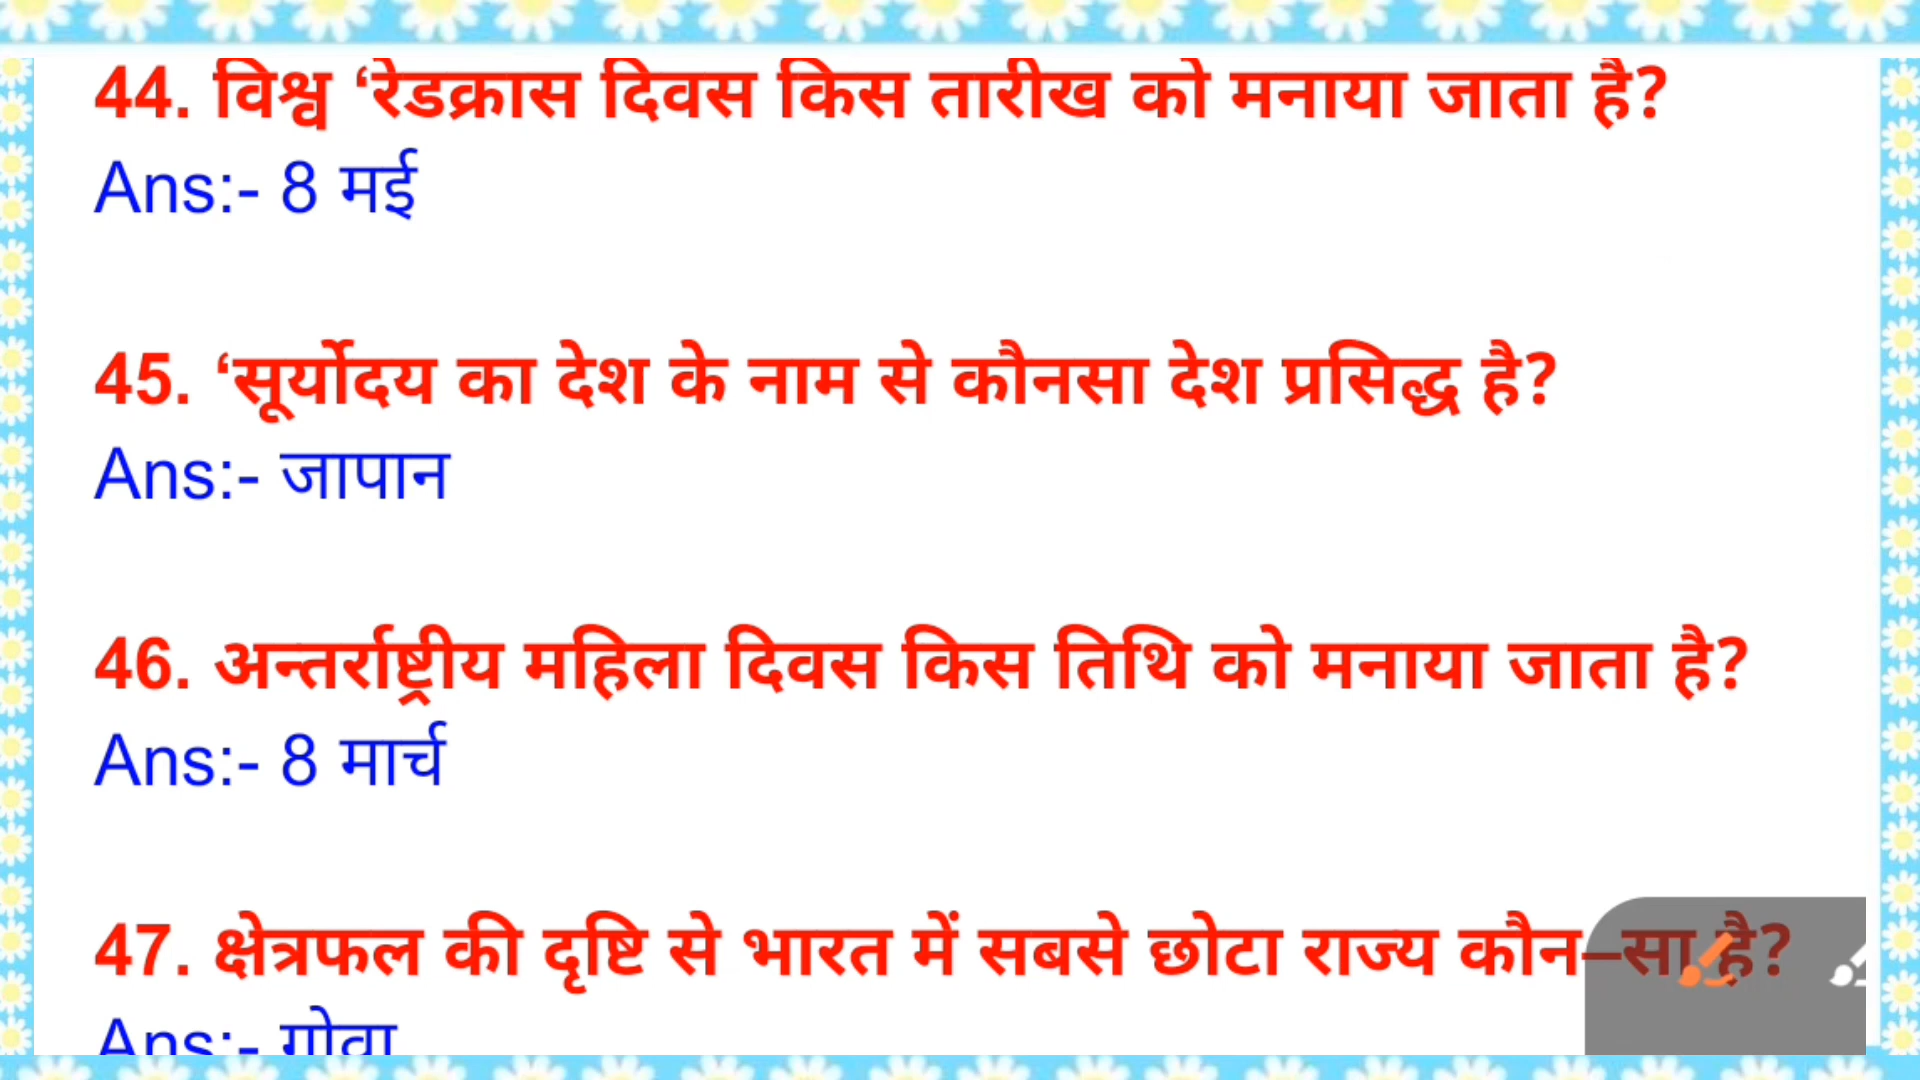 44. विश्व ‘रेडक्रास दिवस किस तारीख को मनाया जाता है?
Ans:- 8 मई
45. ‘सूर्योदय का देश के नाम से कौनसा देश प्रसिद्ध है?
Ans:- जापान
46. अन्तर्राष्ट्रीय महिला दिवस किस तिथि को मनाया जाता है?
Ans:- 8 मार्च
47. क्षेत्रफल की दृष्टि से भारत में सबसे छोटा राज्य कौन–सा है?
Ans:- गोवा